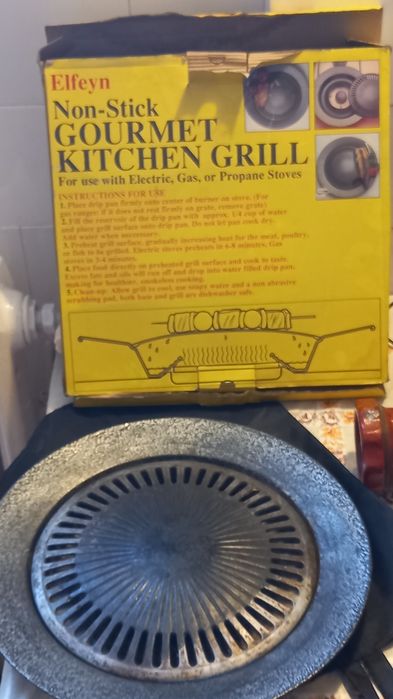 Elfeyn
Non-Stick
GOURMET
KITCHEN GRILL
For use with Electric, Gas, or Propane Stoves
INSTRUCTIONS FOR USE
1. Place drip pan firmly onto center of burner on stove. (For
gas ranges: if it does not rest firmly on grate, remove grate)
2. Fill the reservoir of the drip pan with approx. 1/4 cup of water
and place grill surface onto drip pan. Do not let pan cook dry.
Add water when necessary.
3. Preheat grill surface, gradually increasing heat for the meat, poultry,
or fish to be grilled. Electric stoves preheats in 6-8 minutes, Gas
stoves in 3-4 minutes.
4. Place food directly on preheated grill surface and cook to taste.
Excess fats and oils will run off and drop into water filled drip pan,
making for healthier, smokeless cooking.
5. Clean-up: Allow grill to cool, use soapy water and a non abrasive
scrubbing pad, both base and grill are dishwasher safe.